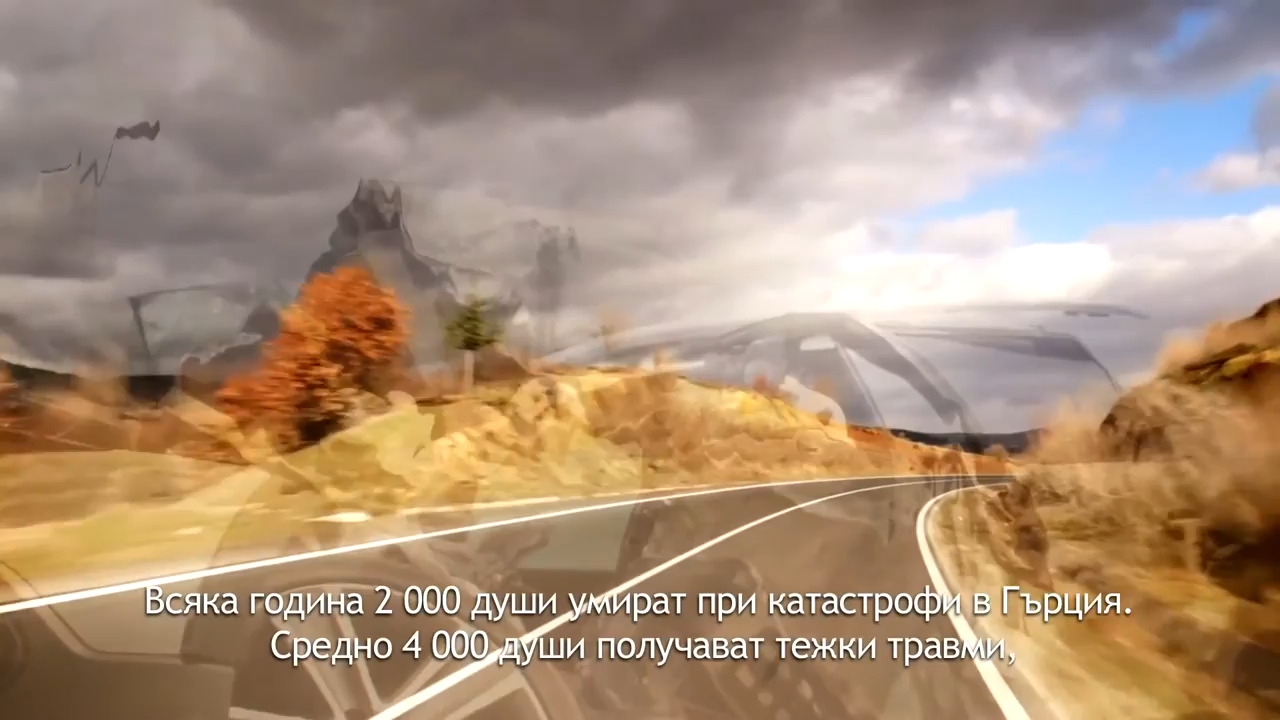 Всяка година 2 000 души умират при катастрофи в Гърция.
Средно 4 000 души получават тежки травми,